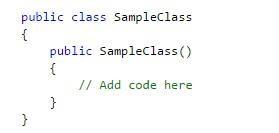 public class SampleClass
{
    public SampleClass()
    {
        // Add code here
    }
}